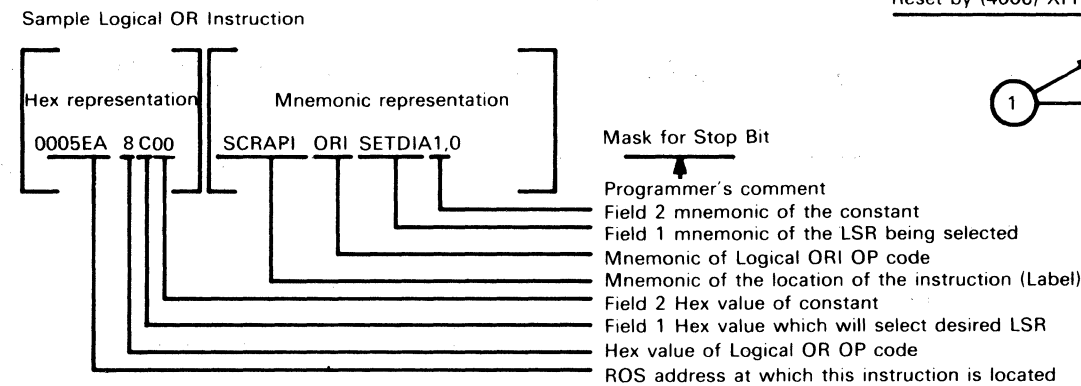 Reset by (4000/
Sample Logical OR Instruction
Hex representation Mnemonic representation
1
0005EA 8C00 SCRAPI ORI SETDIA1,0 Mask for Stop Bit
Programmer's comment
Field 2 mnemonic of the constant
Field 1 mnemonic of the LSR being selected
Mnemonic of Logical ORI OP code
Mnemonic of the location of the instruction (Label)
Field 2 Hex value of constant
Field 1 Hex value which will select desired LSR
Hex value of Logical OR OP code
ROS address at which this instruction is located